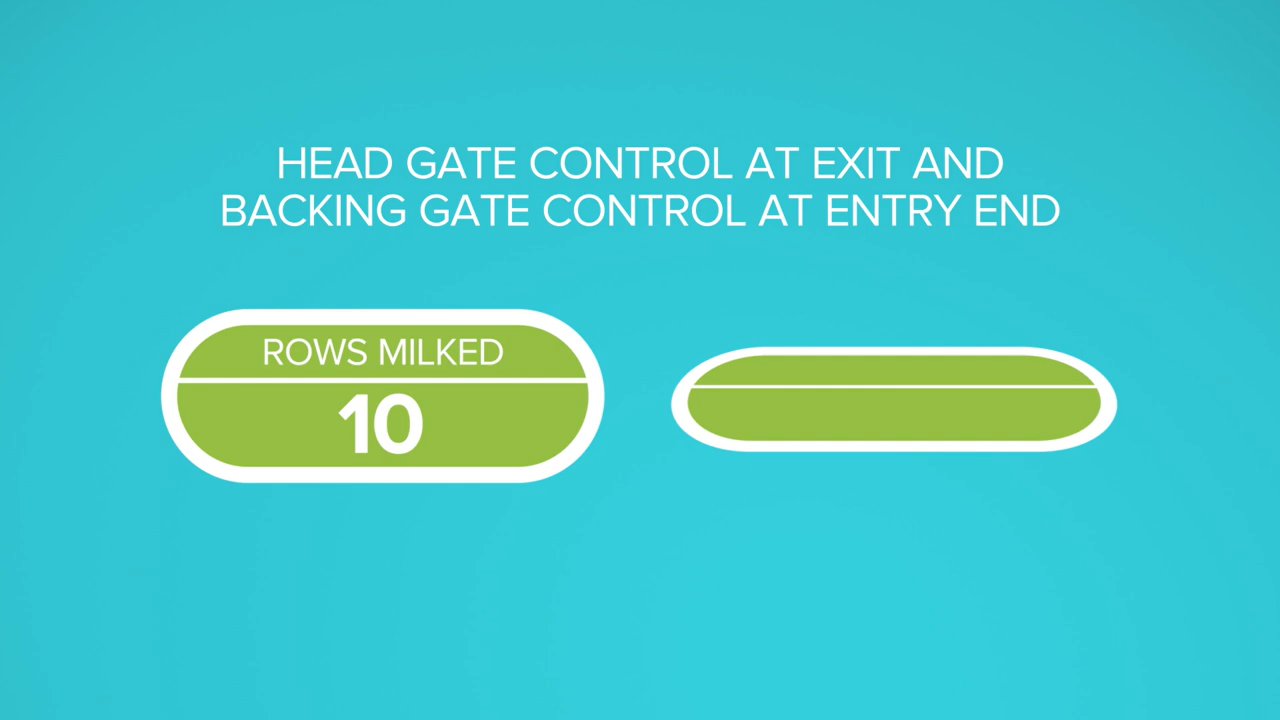 HEAD GATE CONTROL AT EXIT AND
BACKING GATE CONTROL AT ENTRY END
ROWS MILKED
10